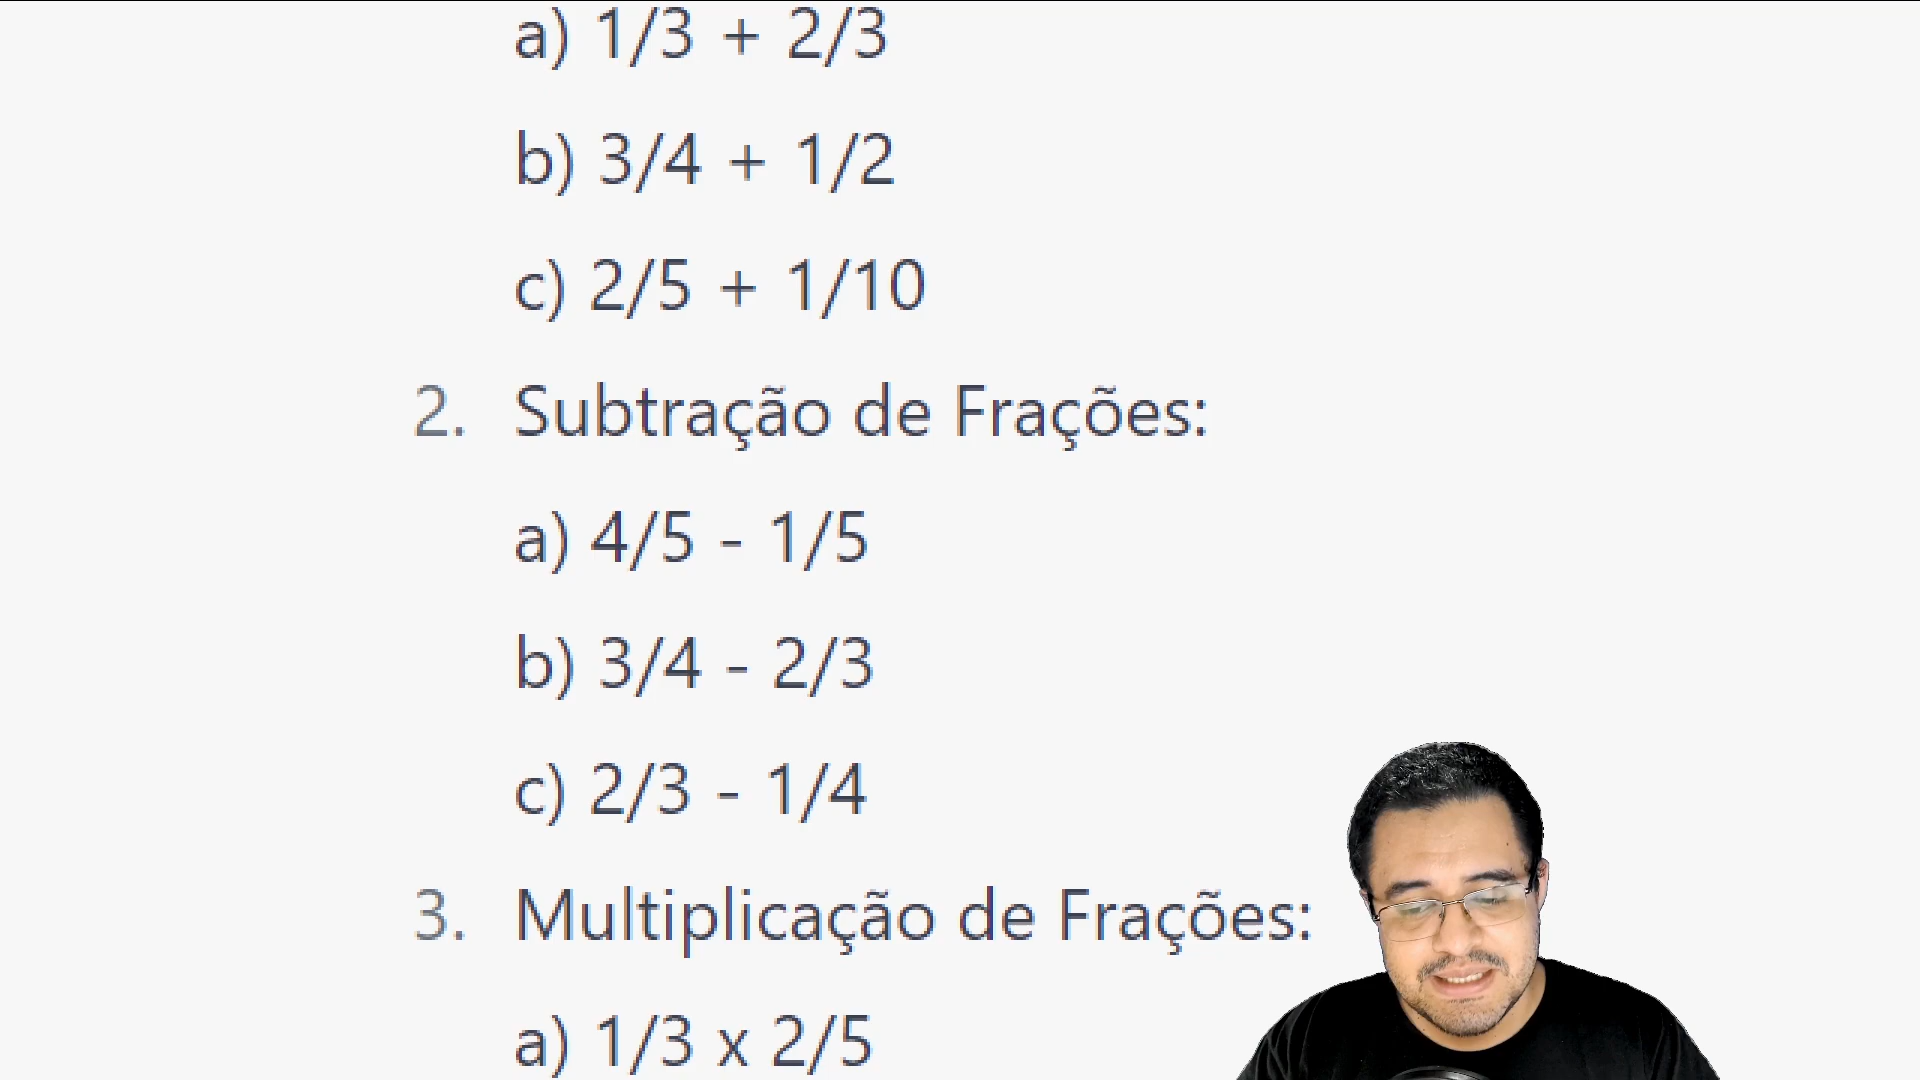 a) 1/3 + 2/3
b) 3/4 + 1/2
c) 2/5 + 1/10
2. Subtração de Frações:
a) 4/5 - 1/5
b) 3/4 - 2/3
c) 2/3 - 1/4
3. Multiplicação de Frações:
a) 1/3 x 2/5